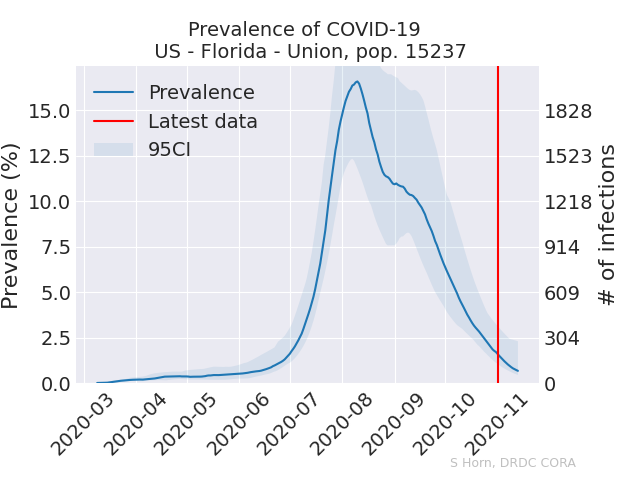 Prevalence of COVID-19
US - Florida - Union, pop. 15237
Prevalence
Latest data
95CI
Prevalence (%)
15.0
12.5
10.0
7.5
5.0
2.5
0.0
1828
1523
1218
914
609
304
0
# of infections
2020-03
2020-04
2020-05
2020-06
2020-07
2020-08
2020-09
2020-10
2020-11
S Horn, DRDC CORA